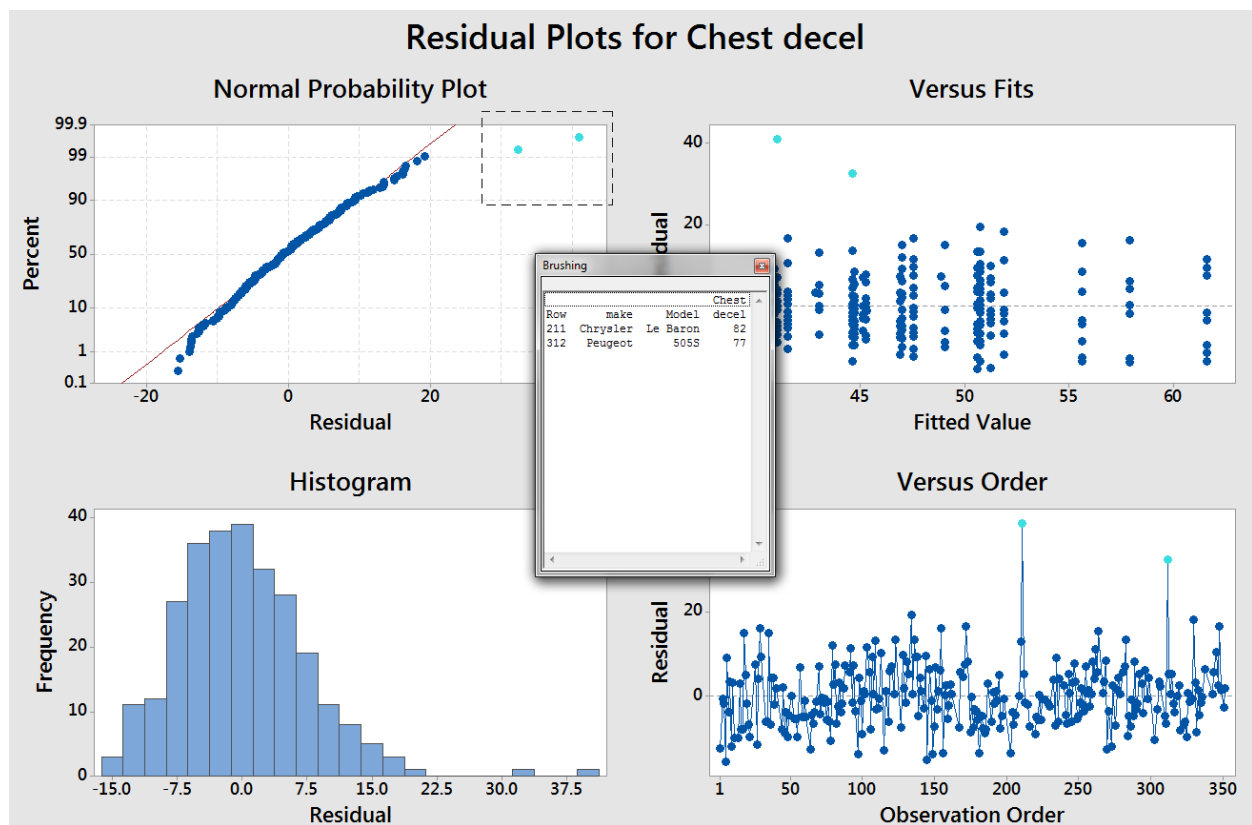 Residual Plots for Chest decel
Normal Probability Plot
99.9
99
90
50
10
1
0.1
Percent
-20 0 20
Residual
Versus Fits
40
20
45 50 55 60
Fitted Value
Brushing
x
Chest
Row make Model decel
211 Chrysler Le Baron 82
312 Peugeot 505S 77
Histogram
40
30
20
10
0
Frequency
-15.0 -7.5 0.0 7.5 15.0 22.5 30.0 37.5
Residual
Versus Order
20
0
Residual
1 50 100 150 200 250 300 350
Observation Order